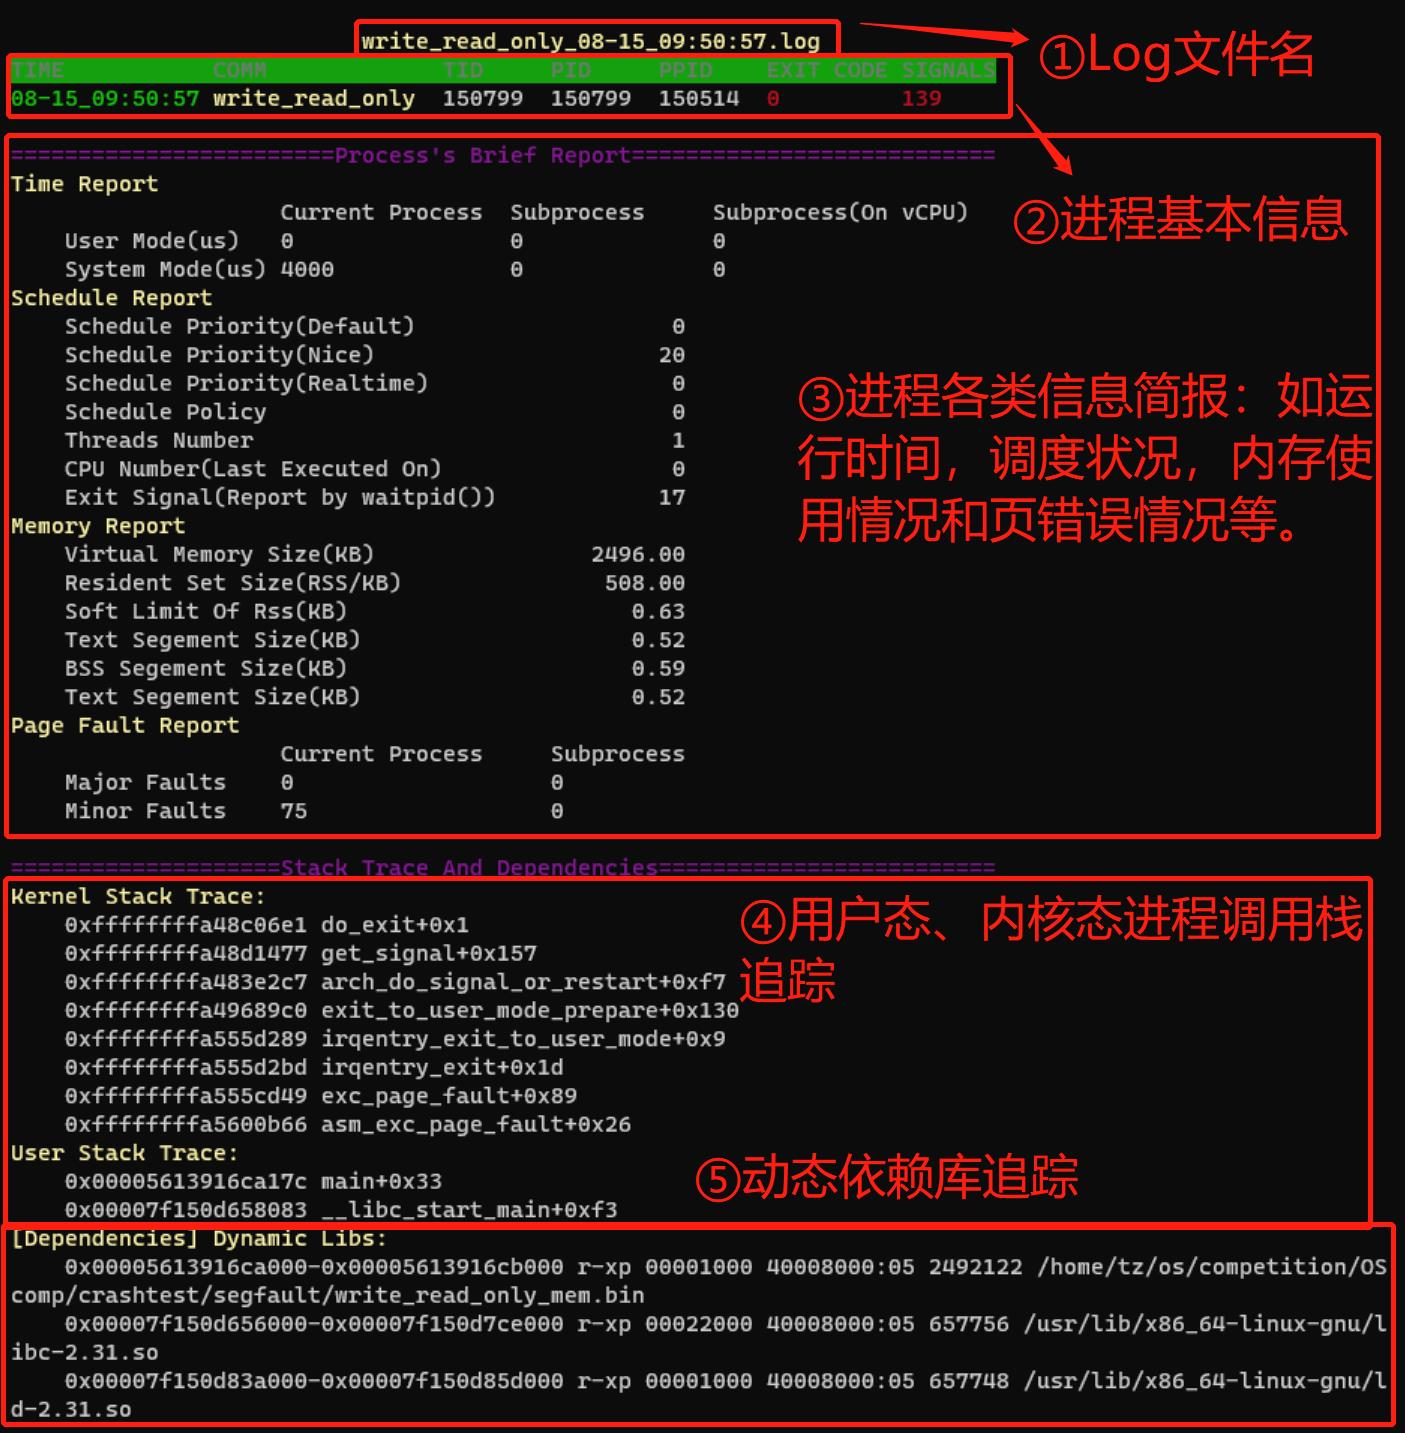 write_read_only_08-15_09:50:57.log
①Log文件名
TIME COMM TID PID PPID EXIT CODE SIGNALS
08-15_09:50:57 write_read_only 150799 150799 150514 0 139
========================Process's Brief Report===========================
Time Report
Current Process Subprocess Subprocess(On vCPU)
②进程基本信息
User Mode(us) 0 0 0
System Mode(us) 4000 0 0
Schedule Report
Schedule Priority(Default) 0
Schedule Priority(Nice) 20
Schedule Priority(Realtime) 0
Schedule Policy 0
Threads Number 1
CPU Number(Last Executed On) 0
Exit Signal(Report by waitpid()) 17
③进程各类信息简报：如运
行时间，调度状况，内存使
用情况和页错误情况等。
Memory Report
Virtual Memory Size(KB) 2496.00
Resident Set Size(RSS/KB) 508.00
Soft Limit Of Rss(KB) 0.63
Text Segement Size(KB) 0.52
BSS Segement Size(KB) 0.59
Text Segement Size(KB) 0.52
Page Fault Report
Current Process Subprocess
Major Faults 0 0
Minor Faults 75 0
====================Stack Trace And Dependencies=========================
Kernel Stack Trace:
0xffffffffa48c06e1 do_exit+0x1
0xffffffffa48d1477 get_signal+0x157
0xffffffffa483e2c7 arch_do_signal_or_restart+0xf7
0xffffffffa49689c0 exit_to_user_mode_prepare+0x130
0xffffffffa555d289 irqentry_exit_to_user_mode+0x9
0xffffffffa555d2bd irqentry_exit+0x1d
0xffffffffa555cd49 exc_page_fault+0x89
0xffffffffa5600b66 asm_exc_page_fault+0x26
④用户态、内核态进程调用栈
追踪
User Stack Trace:
0x00005613916ca17c main+0x33
0x00007f150d658083 __libc_start_main+0xf3
⑤动态依赖库追踪
[Dependencies] Dynamic Libs:
0x00005613916ca000-0x00005613916cb000 r-xp 00001000 40008000:05 2492122 /home/tz/os/competition/OS
comp/crashtest/segfault/write_read_only_mem.bin
0x00007f150d656000-0x00007f150d7ce000 r-xp 00022000 40008000:05 657756 /usr/lib/x86_64-linux-gnu/l
ibc-2.31.so
0x00007f150d83a000-0x00007f150d85d000 r-xp 00001000 40008000:05 657748 /usr/lib/x86_64-linux-gnu/l
d-2.31.so